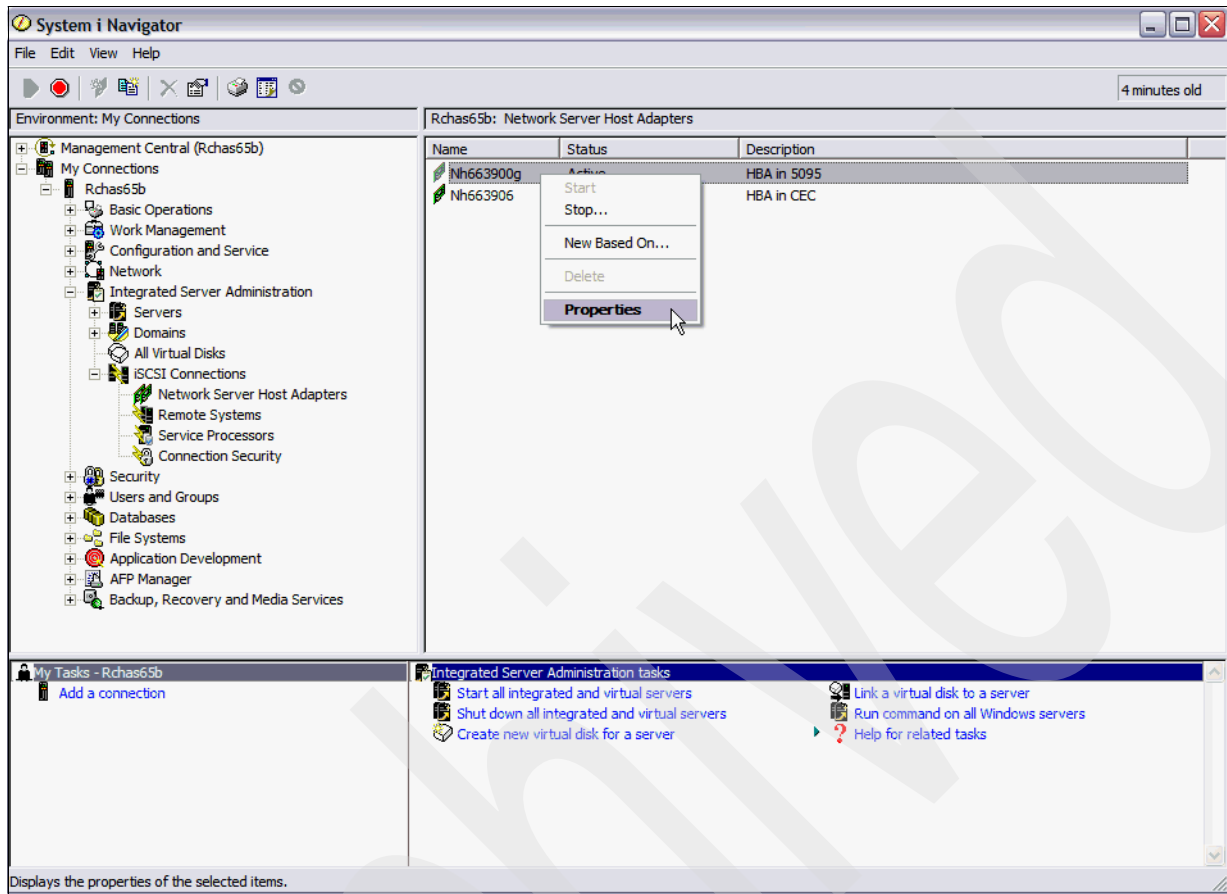 System i Navigator
File Edit View Help
4 minutes old
Environment: My Connections
Rchas65b: Network Server Host Adapters
Management Central (Rchas65b)
My Connections
Rchas65b
Basic Operations
Work Management
Configuration and Service
Network
Integrated Server Administration
Servers
Domains
All Virtual Disks
iSCSI Connections
Network Server Host Adapters
Remote Systems
Service Processors
Connection Security
Security
Users and Groups
Databases
File Systems
Application Development
AFP Manager
Backup, Recovery and Media Services
Name Status Description
Nh663900g Active HBA in 5095
Nh663906 HBA in CEC
Start
Stop...
New Based On...
Delete
Properties
My Tasks - Rchas65b
Add a connection
Integrated Server Administration tasks
Start all integrated and virtual servers
Shut down all integrated and virtual servers
Create new virtual disk for a server
Link a virtual disk to a server
Run command on all Windows servers
Help for related tasks
Displays the properties of the selected items.